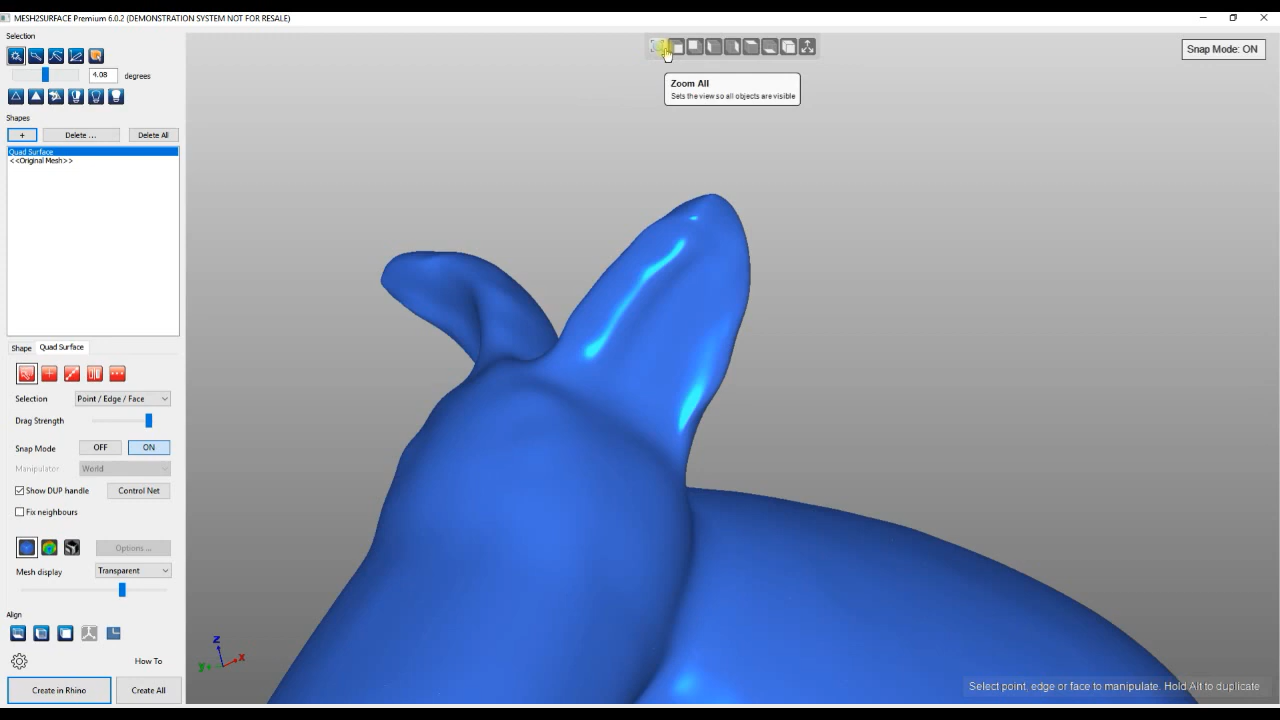 MESH2SURFACE Premium 6.0.2 (DEMONSTRATION SYSTEM NOT FOR RESALE)
Selection
4.08 degrees
Shapes
+ Delete ... Delete All
Quad Surface
<<Original Mesh>>
Shape Quad Surface
Selection Point / Edge / Face
Drag Strength
Snap Mode OFF ON
Manipulator World
Show DUP handle Control Net
Fix neighbours
Options ...
Mesh display Transparent
Align
How To
Create in Rhino Create All
Zoom All
Sets the view so all objects are visible
Snap Mode: ON
z
y x
Select point, edge or face to manipulate. Hold Alt to duplicate